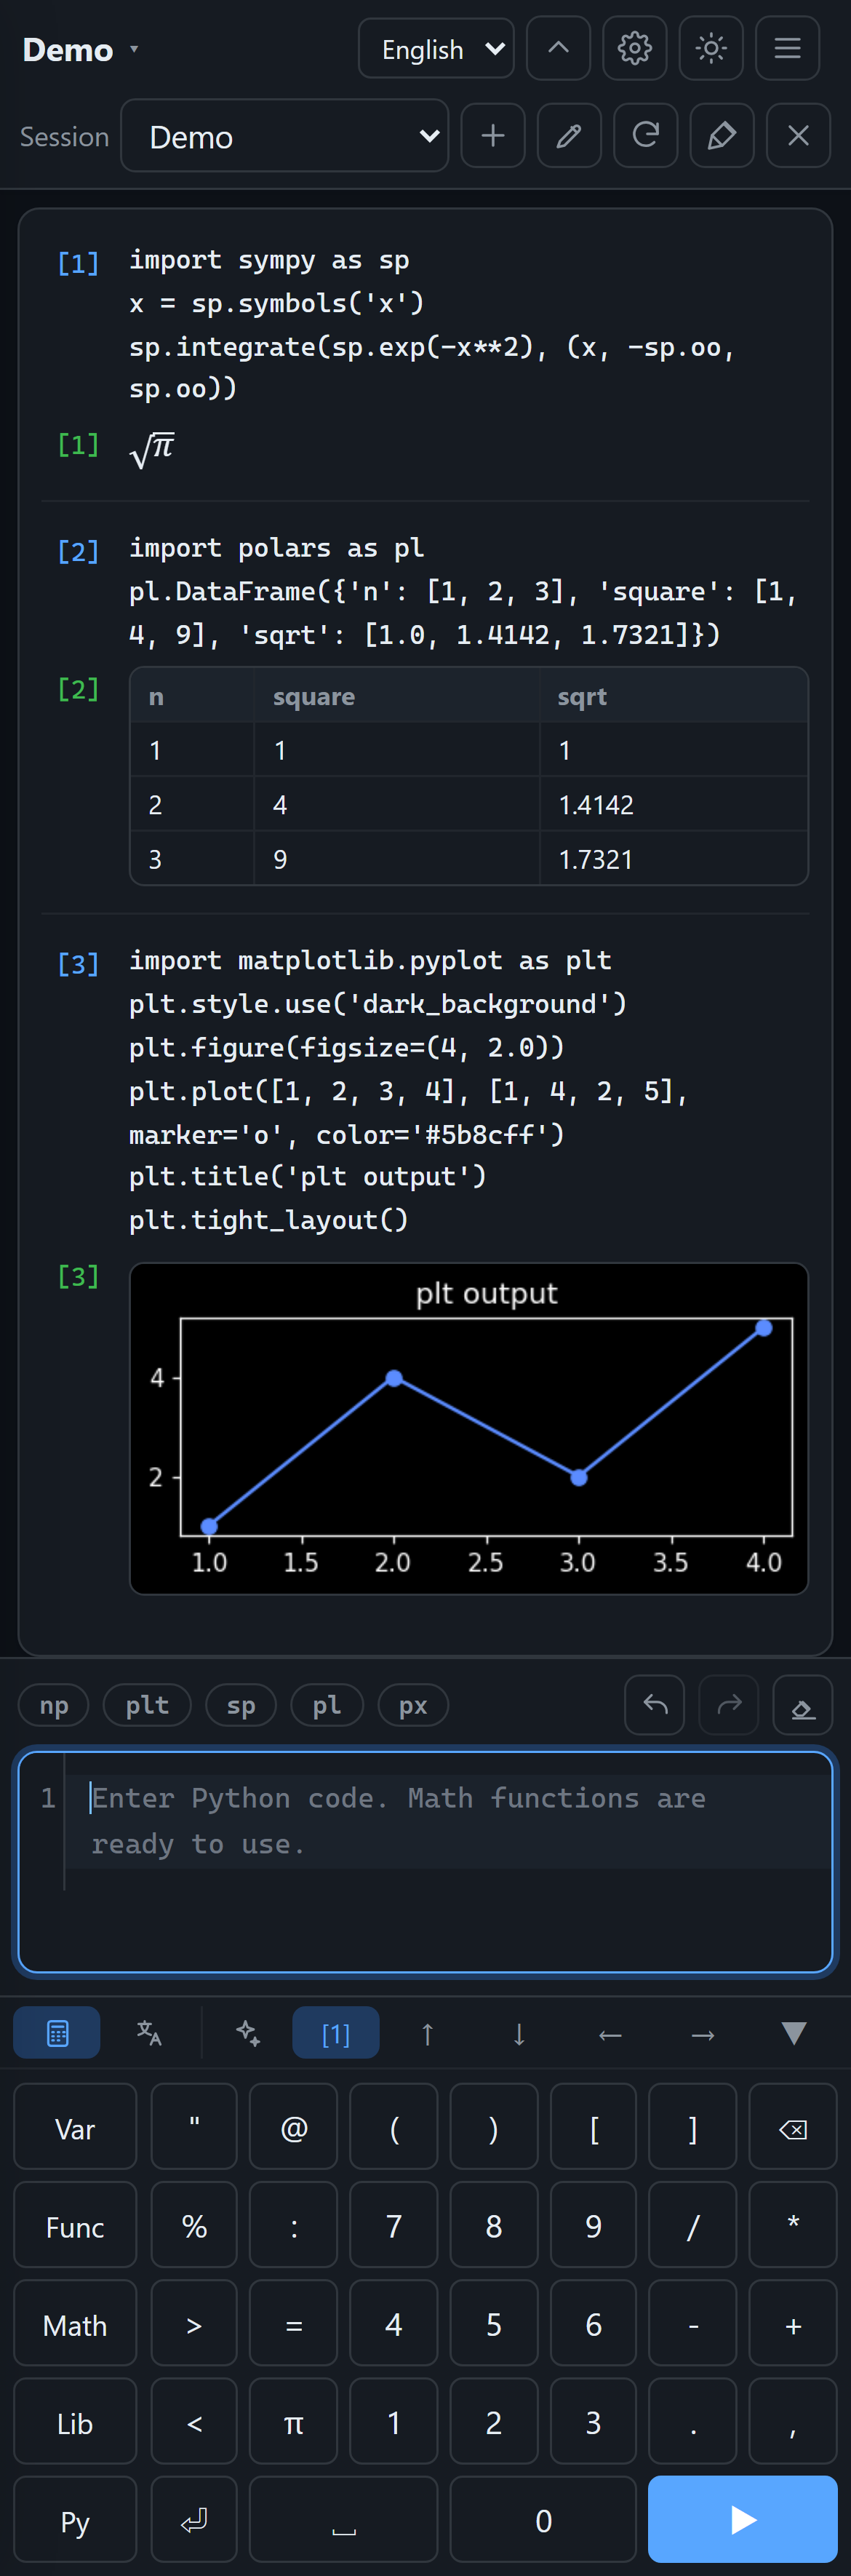 Demo ▾ English
Session Demo
[1] import sympy as sp
x = sp.symbols('x')
sp.integrate(sp.exp(-x**2), (x, -sp.oo,
sp.oo))
[1] √π
[2] import polars as pl
pl.DataFrame({'n': [1, 2, 3], 'square': [1,
4, 9], 'sqrt': [1.0, 1.4142, 1.7321]})
[2] n square sqrt
1 1 1
2 4 1.4142
3 9 1.7321
[3] import matplotlib.pyplot as plt
plt.style.use('dark_background')
plt.figure(figsize=(4, 2.0))
plt.plot([1, 2, 3, 4], [1, 4, 2, 5],
marker='o', color='#5b8cff')
plt.title('plt output')
plt.tight_layout()
[3] plt output
4
2
1.0 1.5 2.0 2.5 3.0 3.5 4.0
np plt sp pl px
1 Enter Python code. Math functions are
ready to use.
文A [1] ↑ ↓ ← → ▼
Var " @ ( ) [ ] ⌫
Func % : 7 8 9 / *
Math > = 4 5 6 - +
Lib < π 1 2 3 . ,
Py ⏎ ⎵ 0 ▶